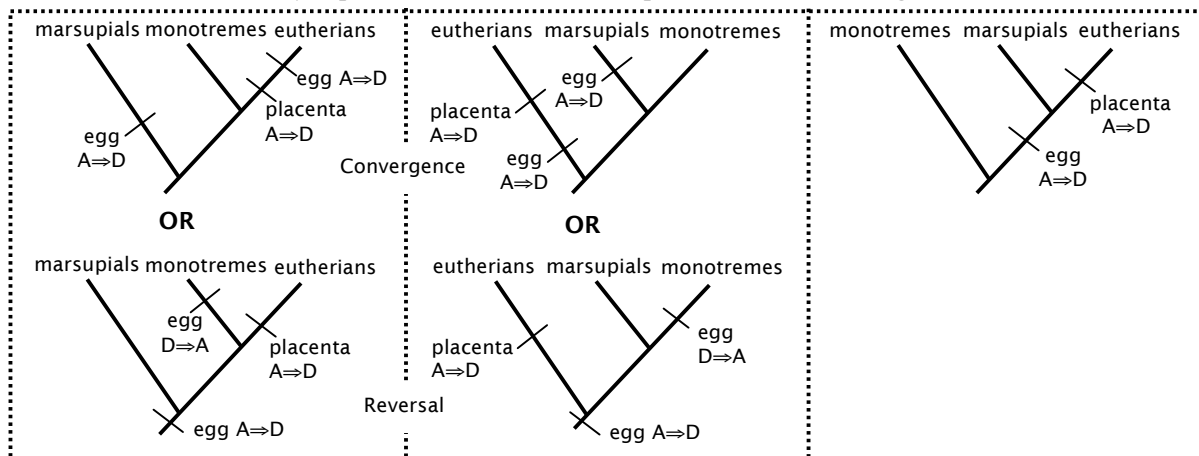 marsupials monotremes eutherians
egg A⇒D
placenta
A⇒D
egg
A⇒D
OR
eutherians marsupials monotremes
egg
A⇒D
placenta
A⇒D
egg
A⇒D
Convergence
OR
monotremes marsupials eutherians
placenta
A⇒D
egg
A⇒D
marsupials monotremes eutherians
egg
D⇒A
placenta
A⇒D
egg A⇒D
eutherians marsupials monotremes
placenta
A⇒D
egg
D⇒A
Reversal
egg A⇒D